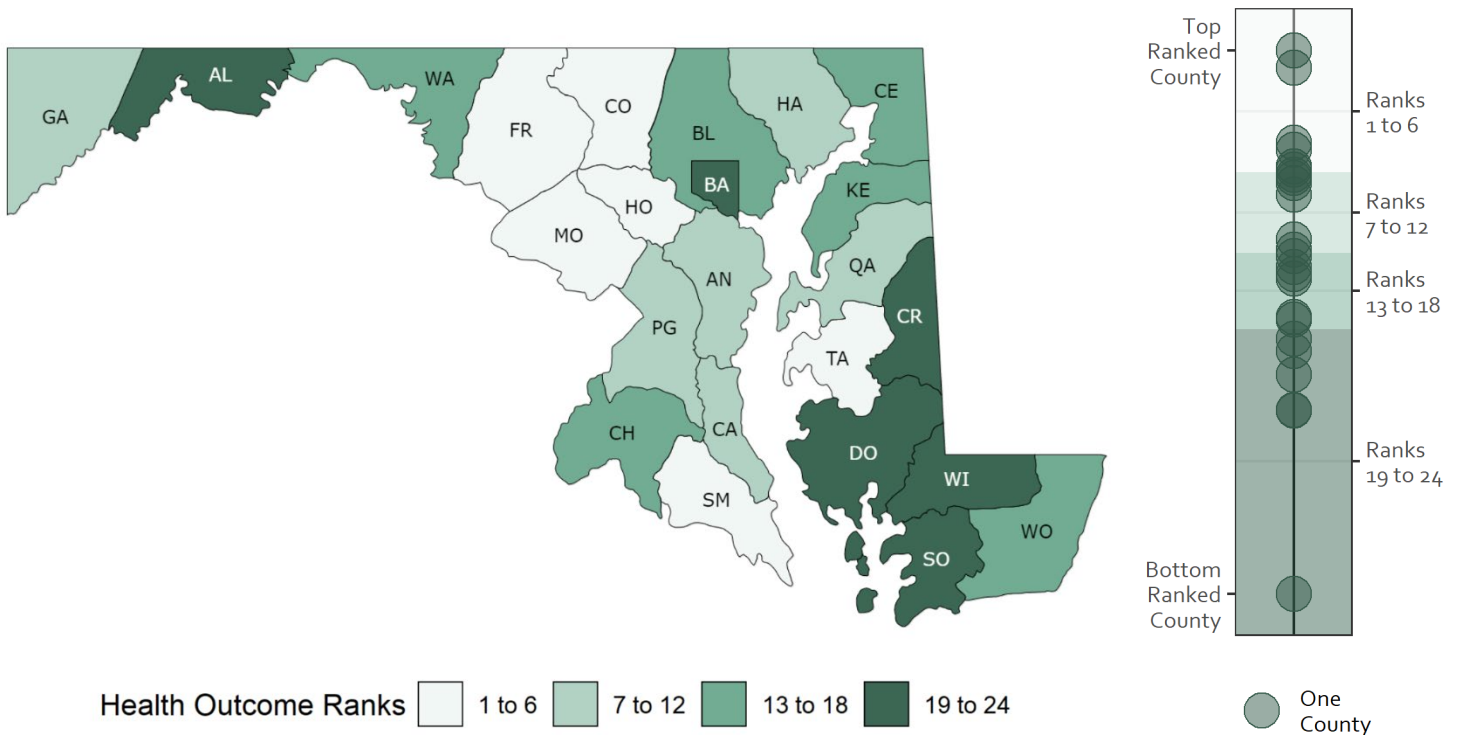 GA
AL
WA
FR
CO
BL
HA
CE
BA
KE
HO
MO
AN
QA
PG
CR
TA
CH
CA
DO
SM
WI
WO
SO
Health Outcome Ranks
1 to 6
7 to 12
13 to 18
19 to 24
Top
Ranked
County
Ranks
1 to 6
Ranks
7 to 12
Ranks
13 to 18
Ranks
19 to 24
Bottom
Ranked
County
One
County